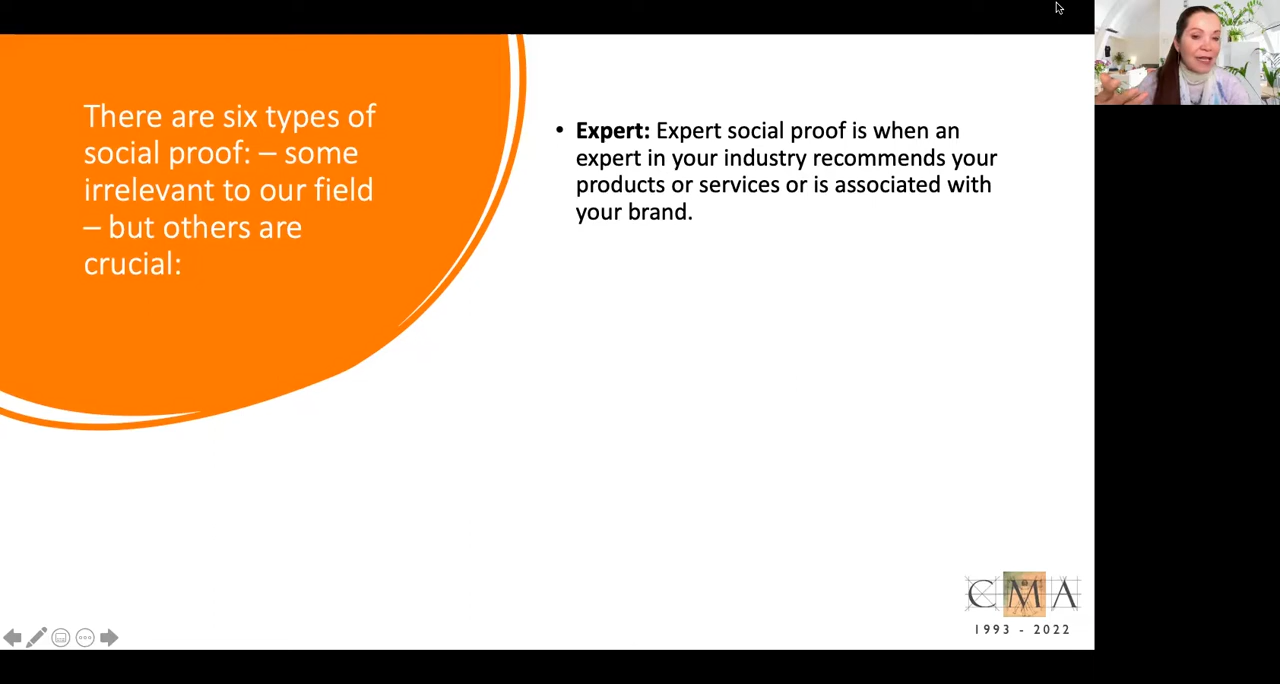 There are six types of
social proof: – some
irrelevant to our field
– but others are
crucial:
• Expert: Expert social proof is when an
expert in your industry recommends your
products or services or is associated with
your brand.
CMA
1993 - 2022